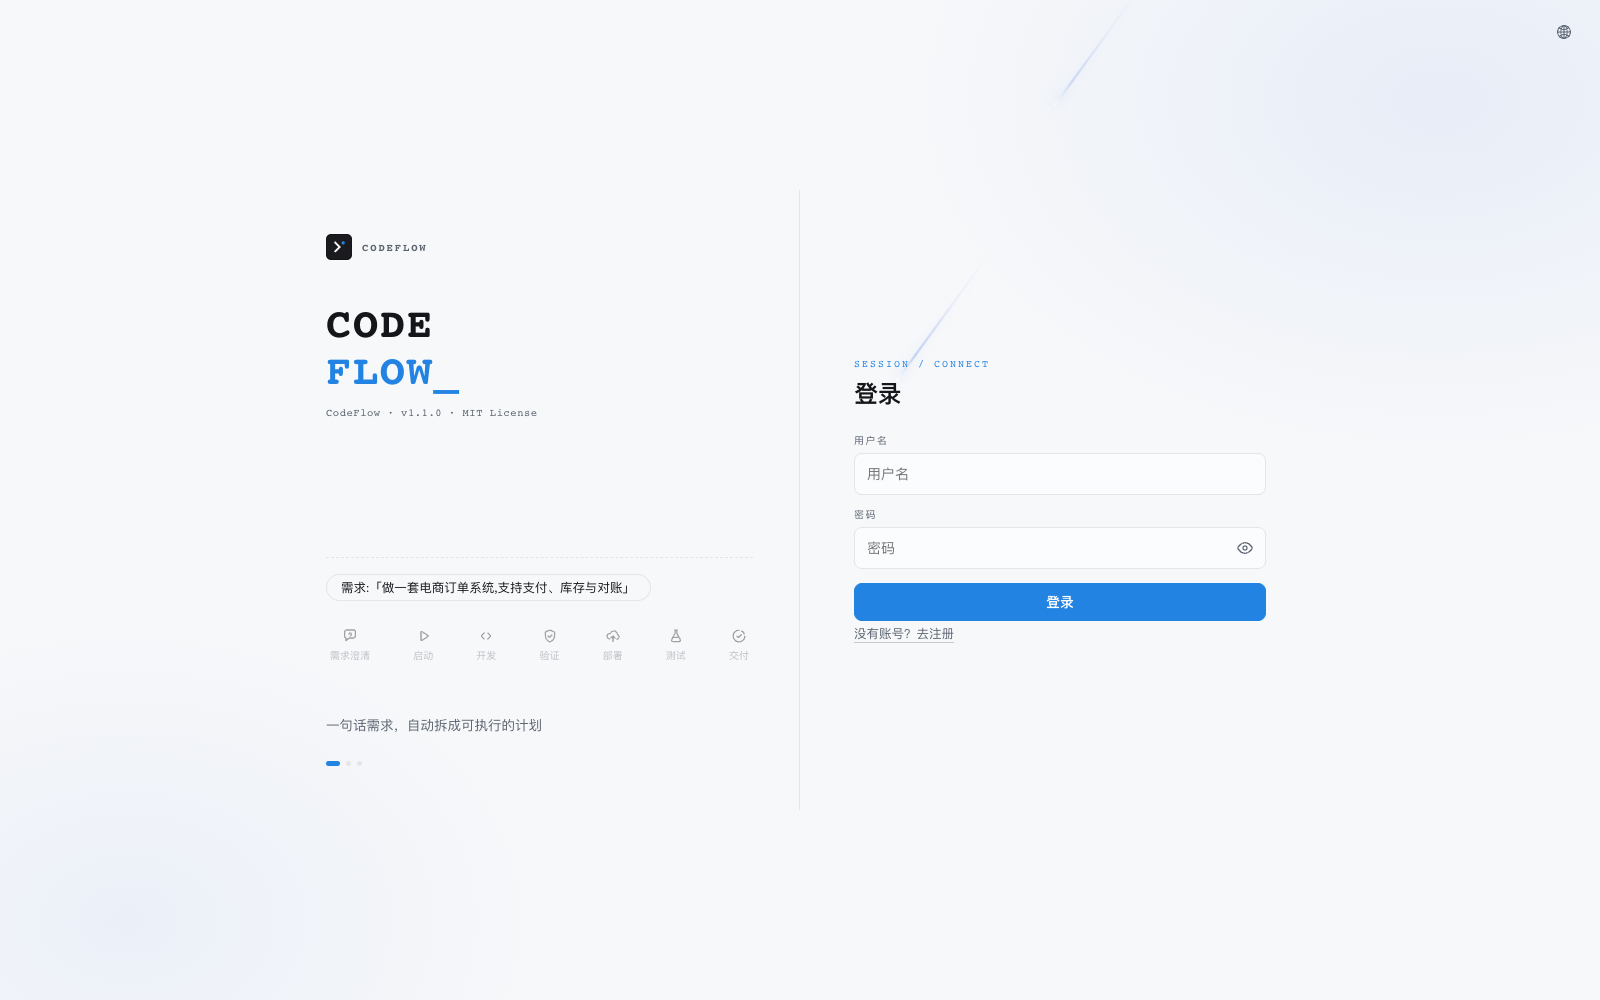 CODEFLOW
CODE
FLOW_
CodeFlow · v1.1.0 · MIT License
需求:「做一套电商订单系统,支持支付、库存与对账」
需求澄清 启动 开发 验证 部署 测试 交付
一句话需求，自动拆成可执行的计划
SESSION / CONNECT
登录
用户名
用户名
密码
密码
登录
没有账号？去注册